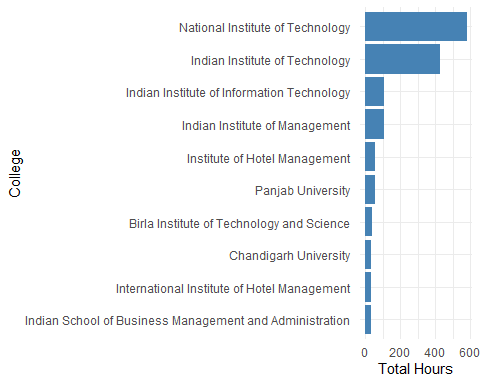 National Institute of Technology
Indian Institute of Technology
Indian Institute of Information Technology
Indian Institute of Management
Institute of Hotel Management
Panjab University
Birla Institute of Technology and Science
Chandigarh University
International Institute of Hotel Management
Indian School of Business Management and Administration
College
0 200 400 600
Total Hours